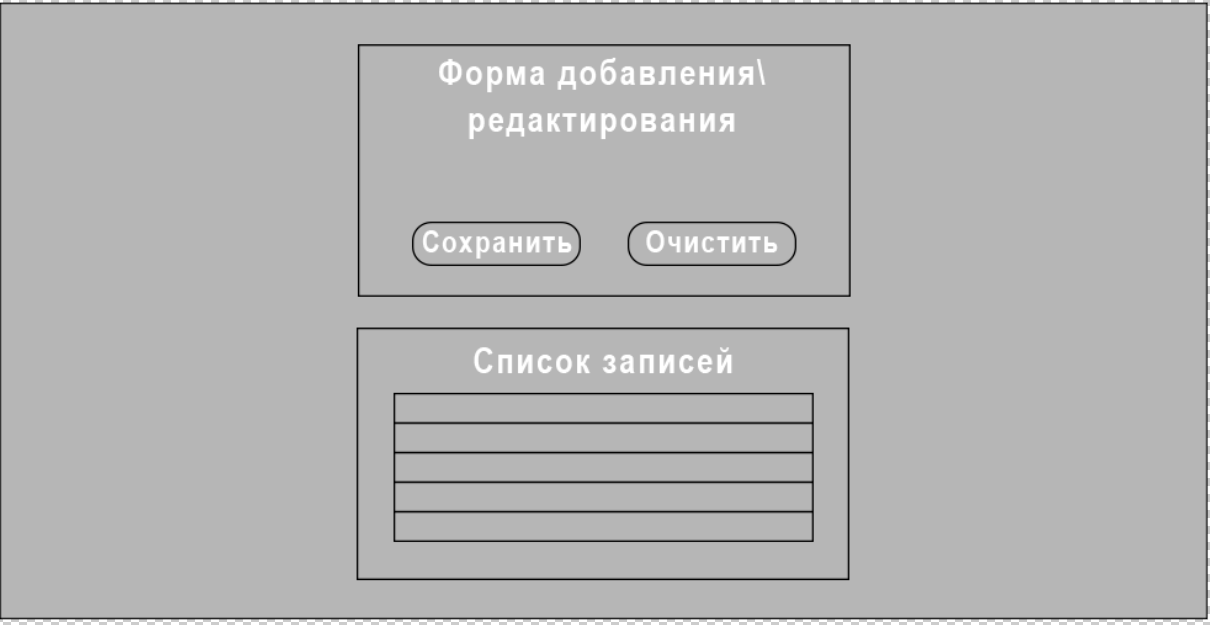 Форма добавления\
редактирования
Сохранить Очистить
Список записей